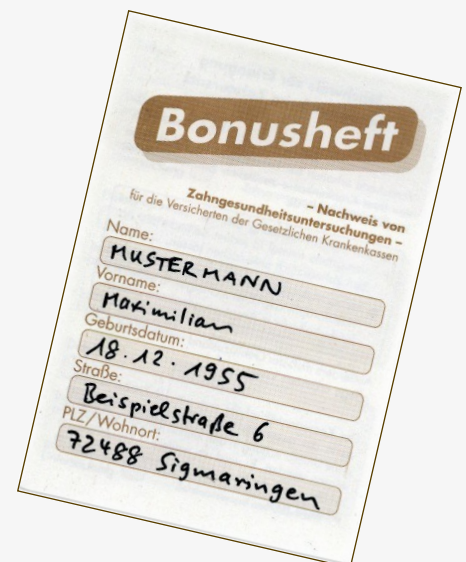 Bonusheft
– Nachweis von
Zahngesundheitsuntersuchungen –
für die Versicherten der Gesetzlichen Krankenkassen
Name:
MUSTERMANN
Vorname:
Maximilian
Geburtsdatum:
18.12.1955
Straße:
Beispielstraße 6
PLZ/Wohnort:
72488 Sigmaringen